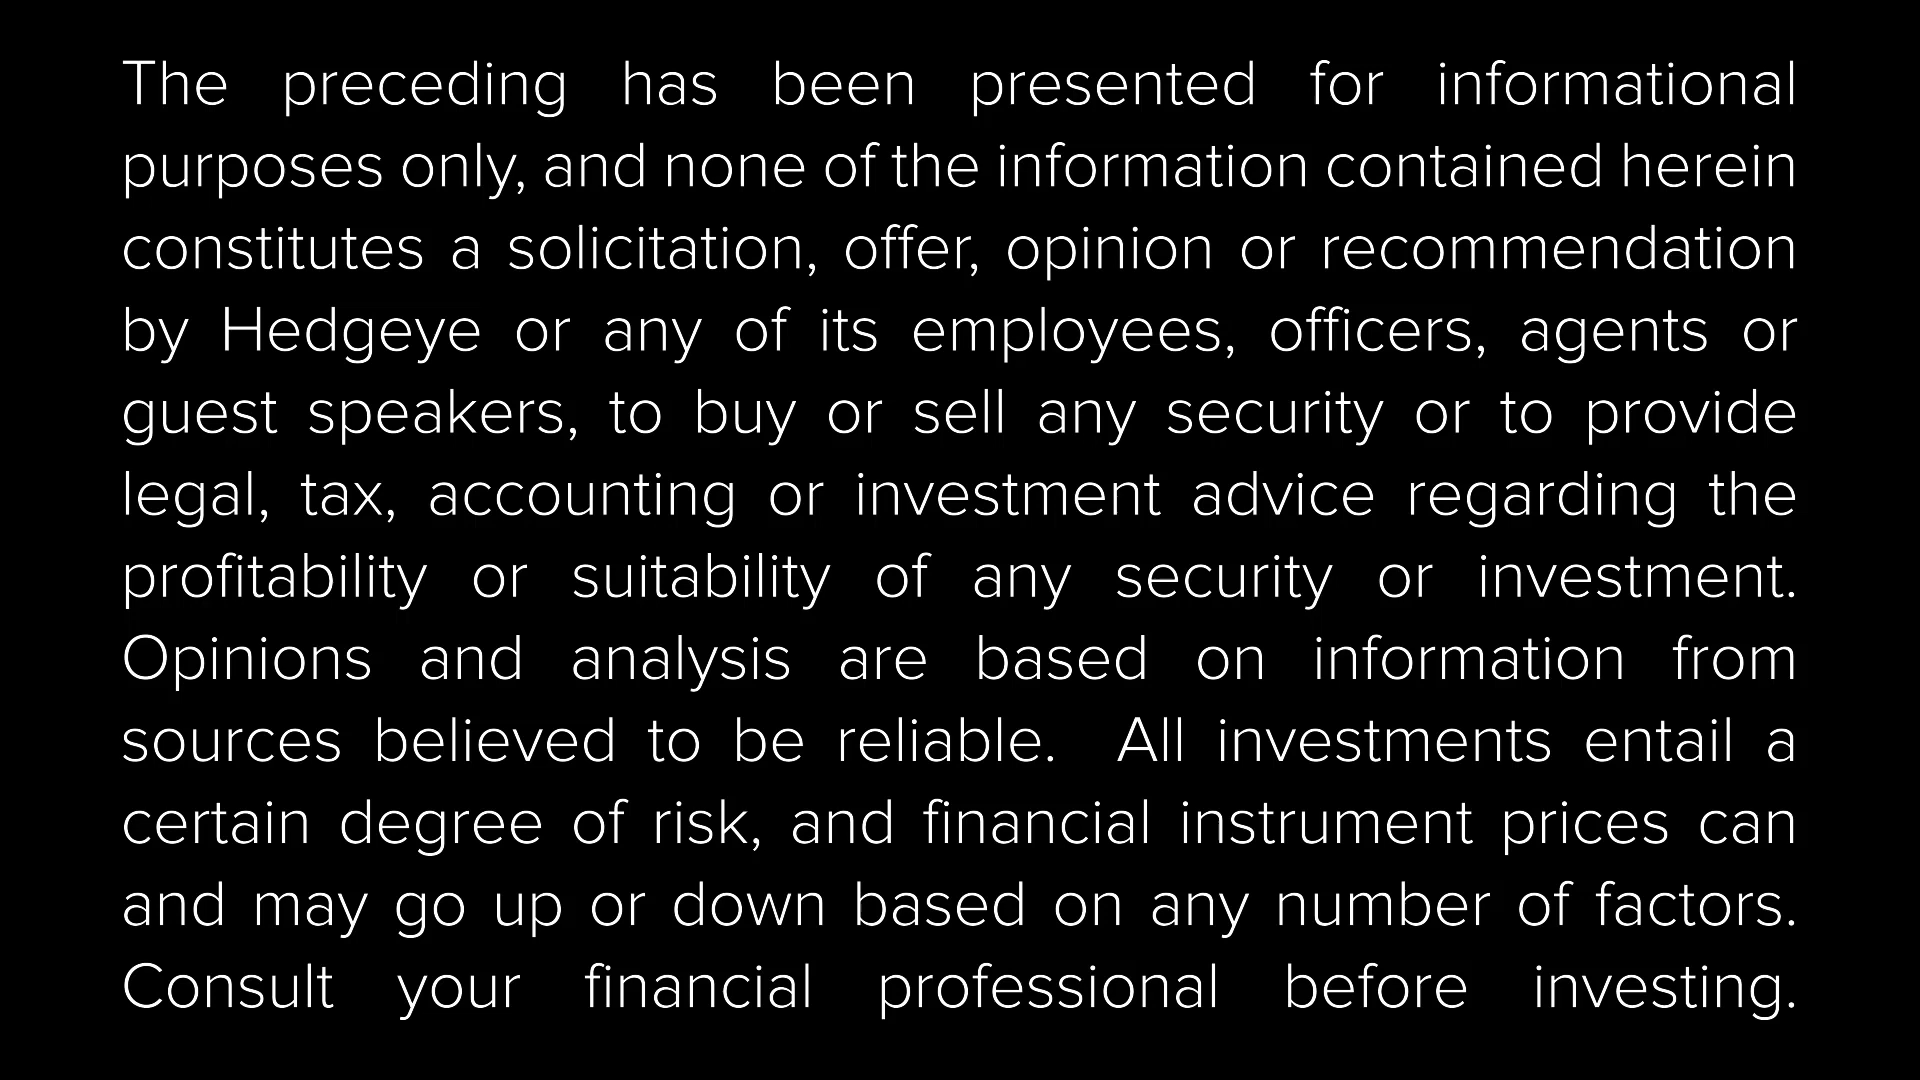 The preceding has been presented for informational
purposes only, and none of the information contained herein
constitutes a solicitation, offer, opinion or recommendation
by Hedgeye or any of its employees, officers, agents or
guest speakers, to buy or sell any security or to provide
legal, tax, accounting or investment advice regarding the
profitability or suitability of any security or investment.
Opinions and analysis are based on information from
sources believed to be reliable.  All investments entail a
certain degree of risk, and financial instrument prices can
and may go up or down based on any number of factors.
Consult your financial professional before investing.